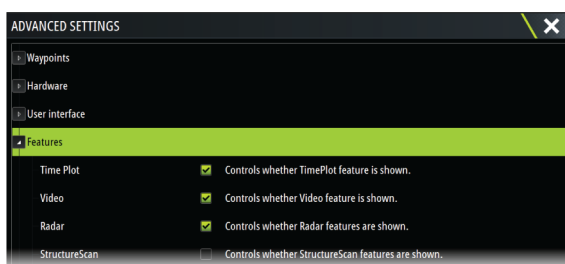 ADVANCED SETTINGS
Waypoints
Hardware
User interface
Features
Time Plot Controls whether TimePlot feature is shown.
Video Controls whether Video feature is shown.
Radar Controls whether Radar features are shown.
StructureScan Controls whether StructureScan features are shown.